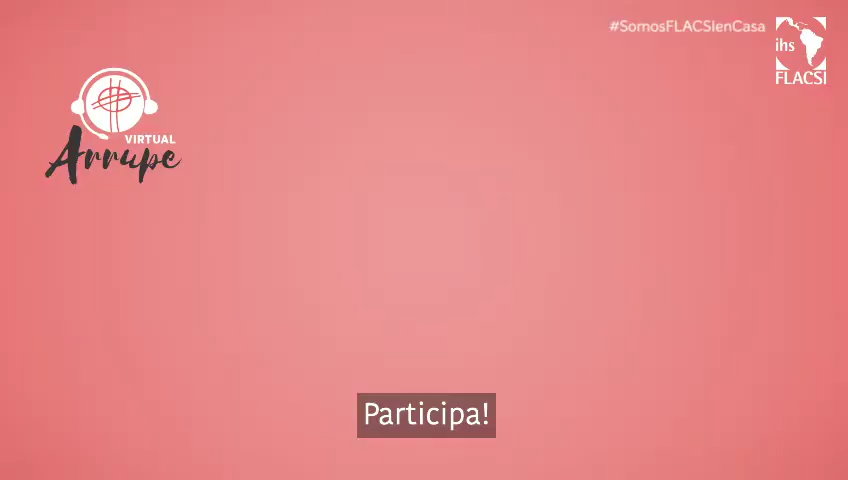 #SomosFLACSIenCasa
ihs
FLACSI
VIRTUAL
Arrupe
Participa!